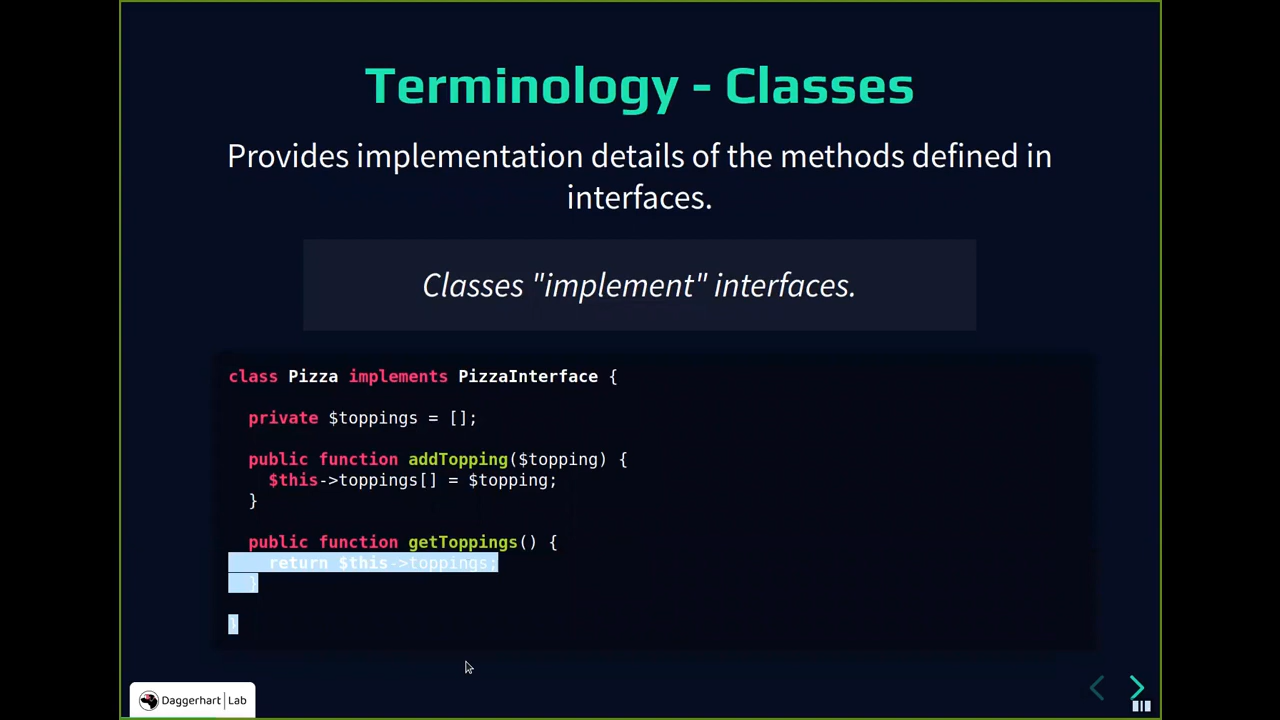 Terminology - Classes
Provides implementation details of the methods defined in
interfaces.
Classes "implement" interfaces.
class Pizza implements PizzaInterface {
  private $toppings = [];
  public function addTopping($topping) {
    $this->toppings[] = $topping;
  }
  public function getToppings() {
    return $this->toppings;
  }
}
Daggerhart Lab